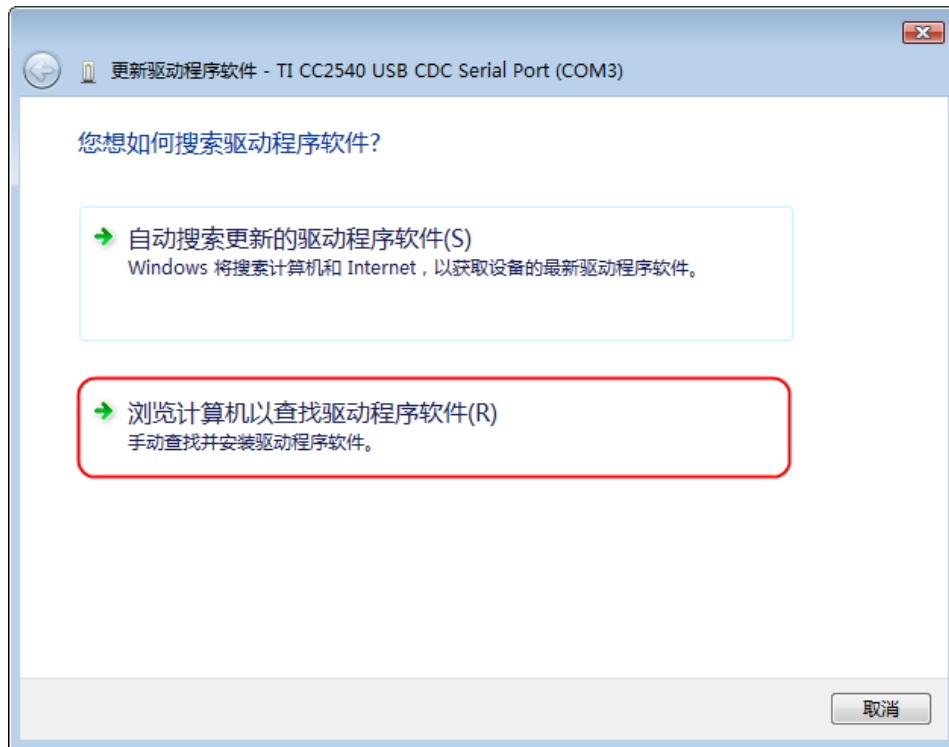 更新驱动程序软件 - TI CC2540 USB CDC Serial Port (COM3)
您想如何搜索驱动程序软件?
自动搜索更新的驱动程序软件(S)
Windows 将搜索计算机和 Internet，以获取设备的最新驱动程序软件。
浏览计算机以查找驱动程序软件(R)
手动查找并安装驱动程序软件。
取消